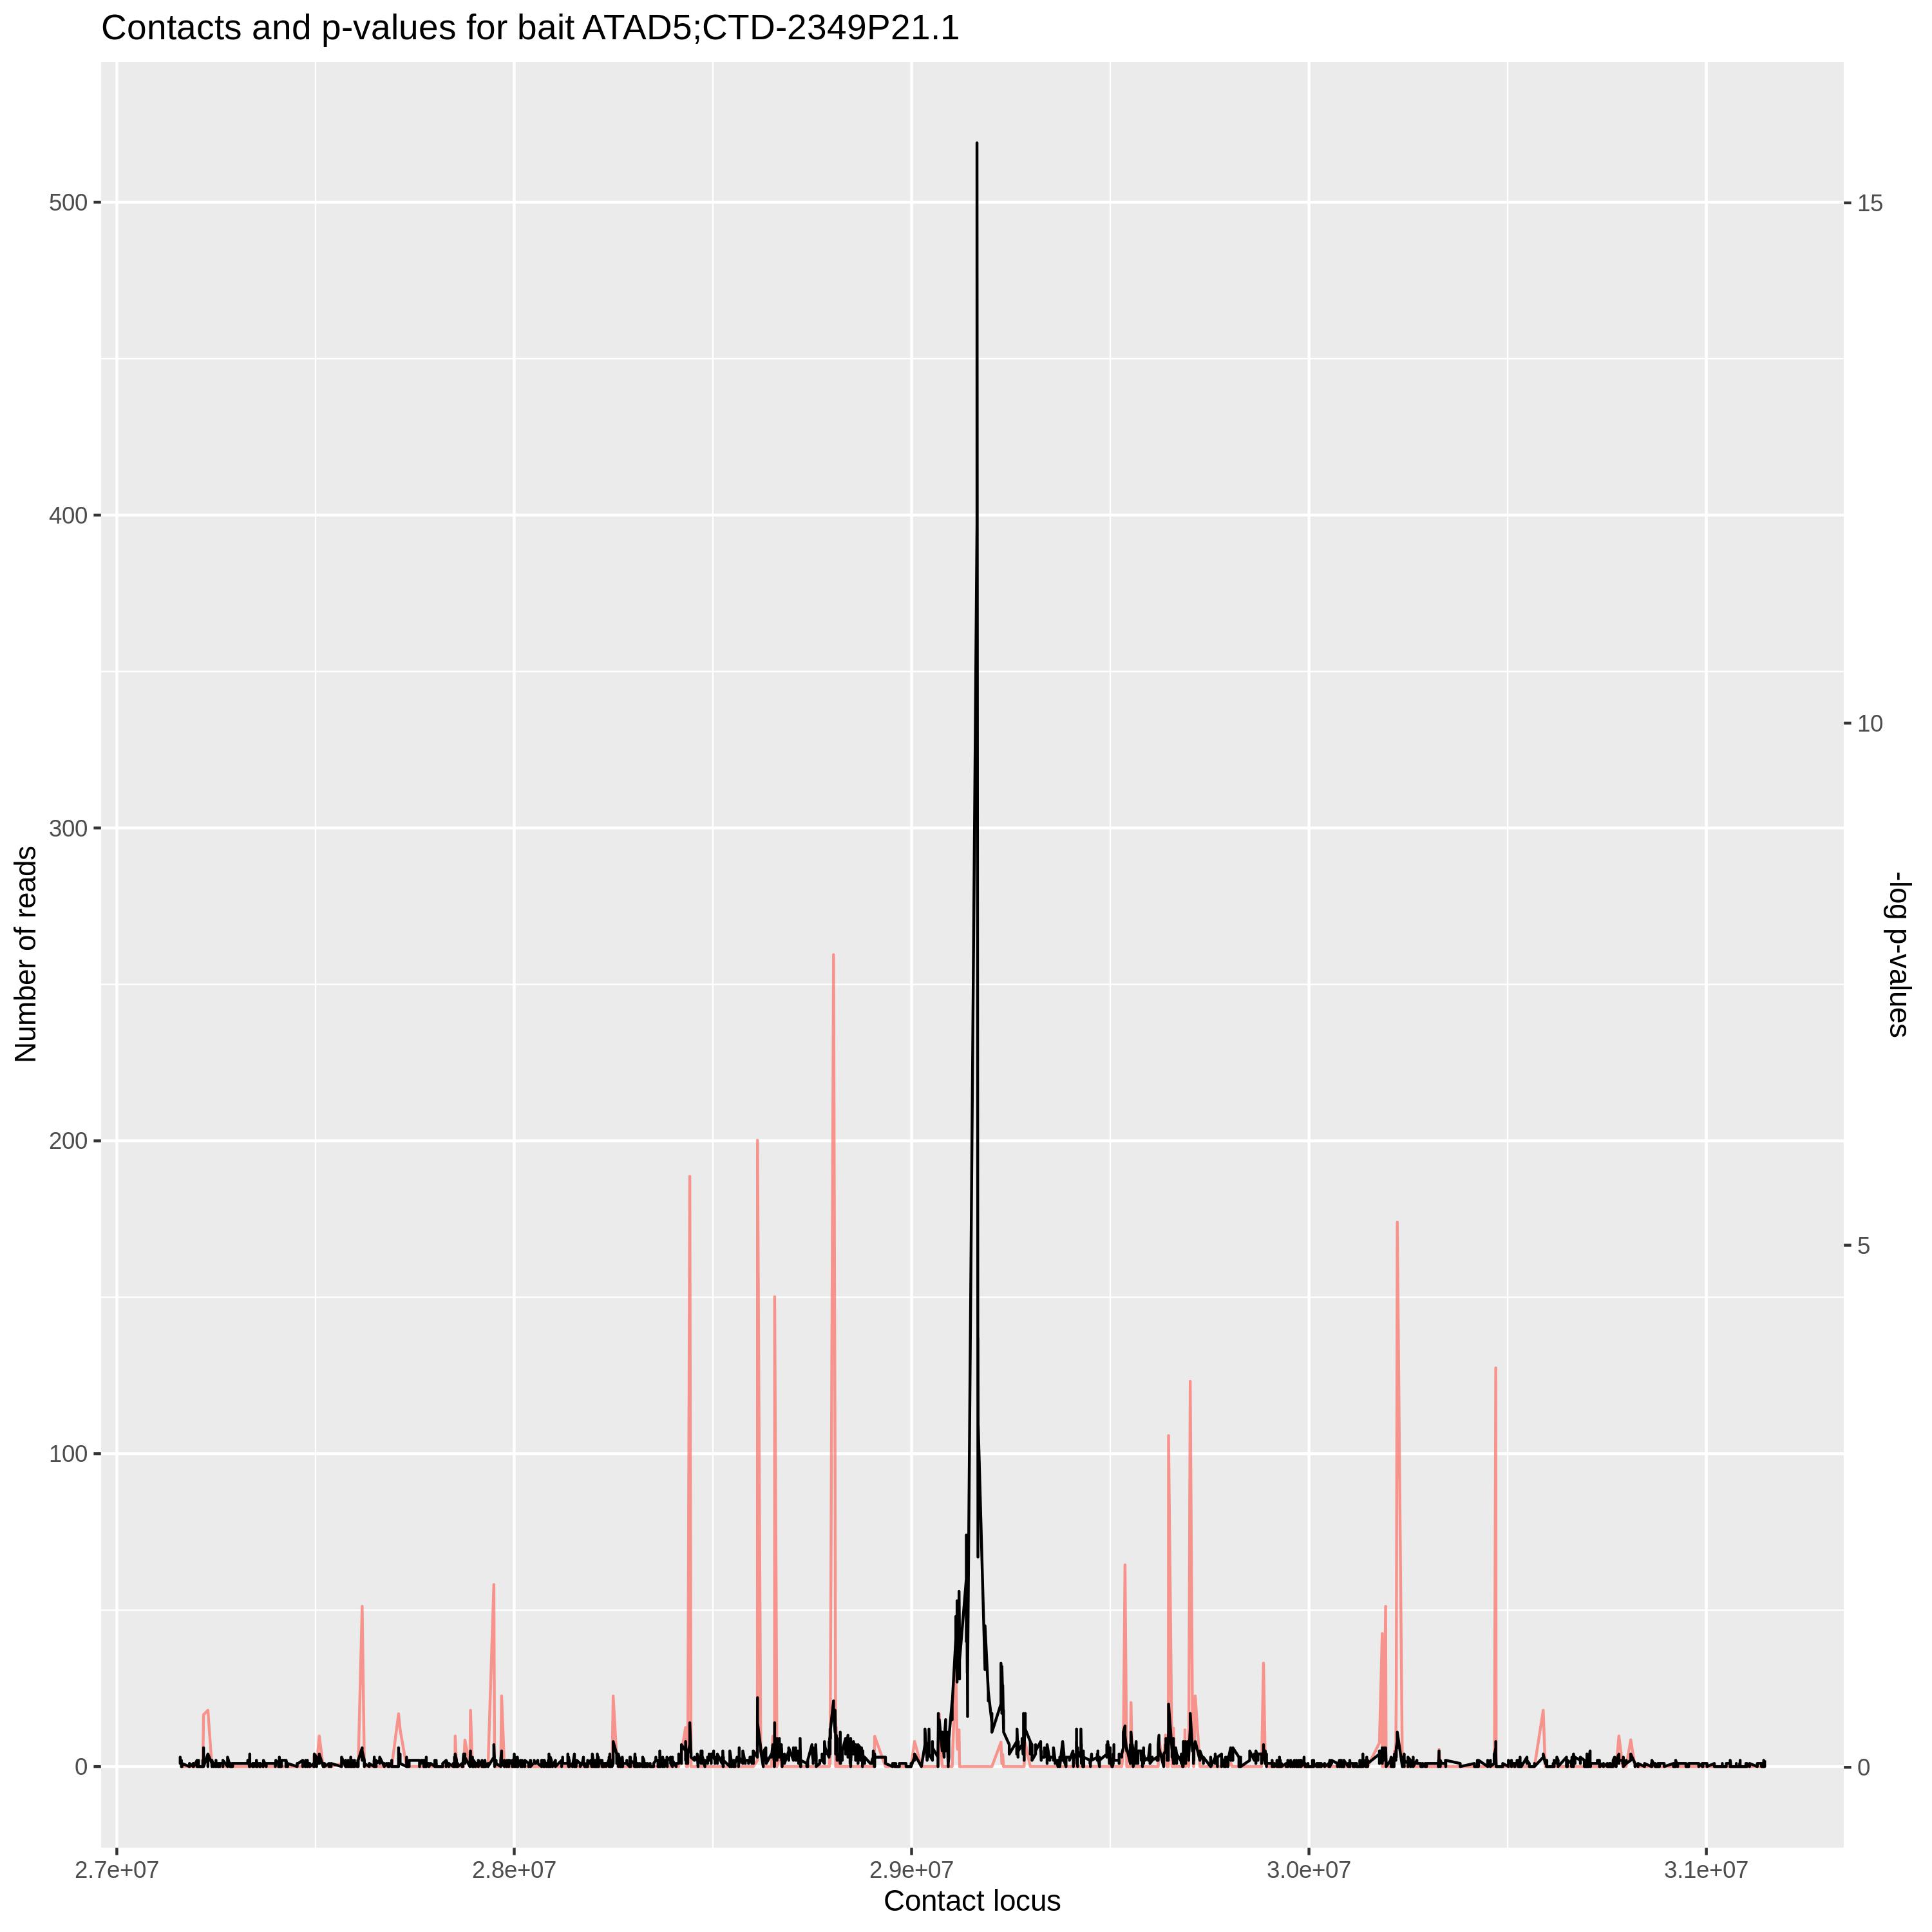 Contacts and p-values for bait ATAD5;CTD-2349P21.1
500
400
300
200
100
0
Number of reads
15
10
5
0
-log p-values
2.7e+07 2.8e+07 2.9e+07 3.0e+07 3.1e+07
Contact locus